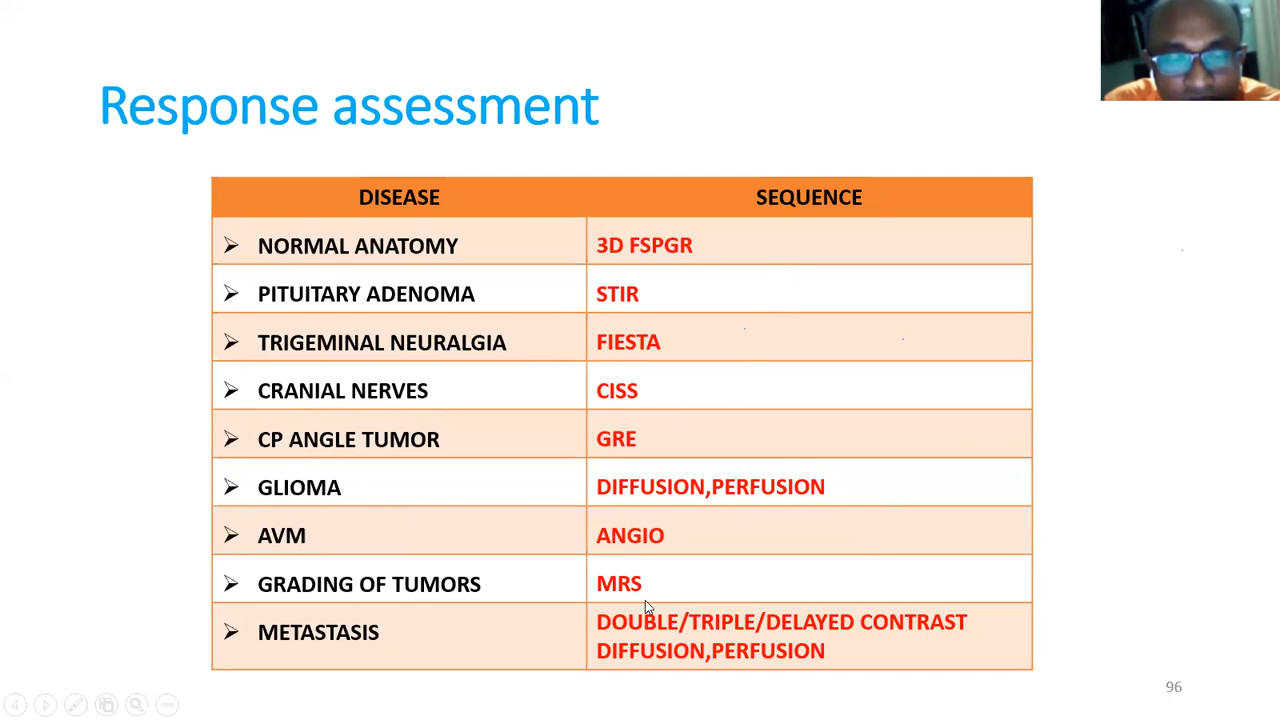 Response assessment
DISEASE SEQUENCE
NORMAL ANATOMY 3D FSPGR
PITUITARY ADENOMA STIR
TRIGEMINAL NEURALGIA FIESTA
CRANIAL NERVES CISS
CP ANGLE TUMOR GRE
GLIOMA DIFFUSION,PERFUSION
AVM ANGIO
GRADING OF TUMORS MRS
METASTASIS DOUBLE/TRIPLE/DELAYED CONTRAST
DIFFUSION,PERFUSION
96